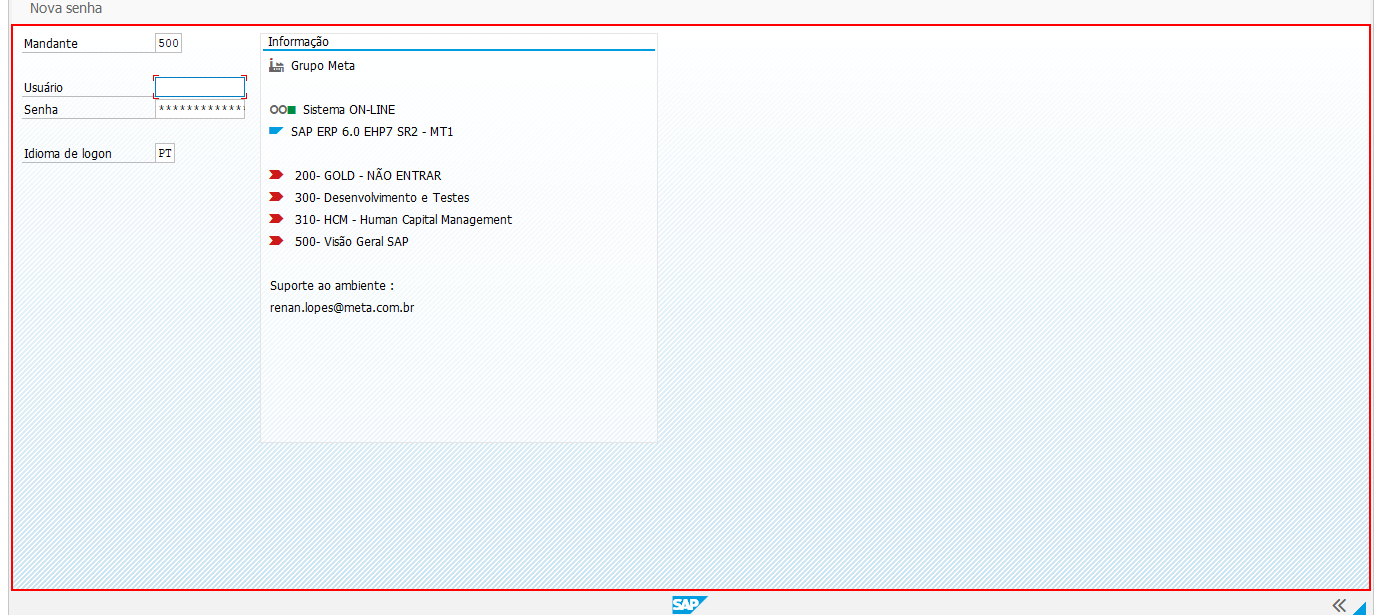 Nova senha
Mandante 500
Usuário
Senha ************
Idioma de logon PT
Informação
Grupo Meta
Sistema ON-LINE
SAP ERP 6.0 EHP7 SR2 - MT1
200- GOLD - NÃO ENTRAR
300- Desenvolvimento e Testes
310- HCM - Human Capital Management
500- Visão Geral SAP
Suporte ao ambiente :
renan.lopes@meta.com.br
SAP